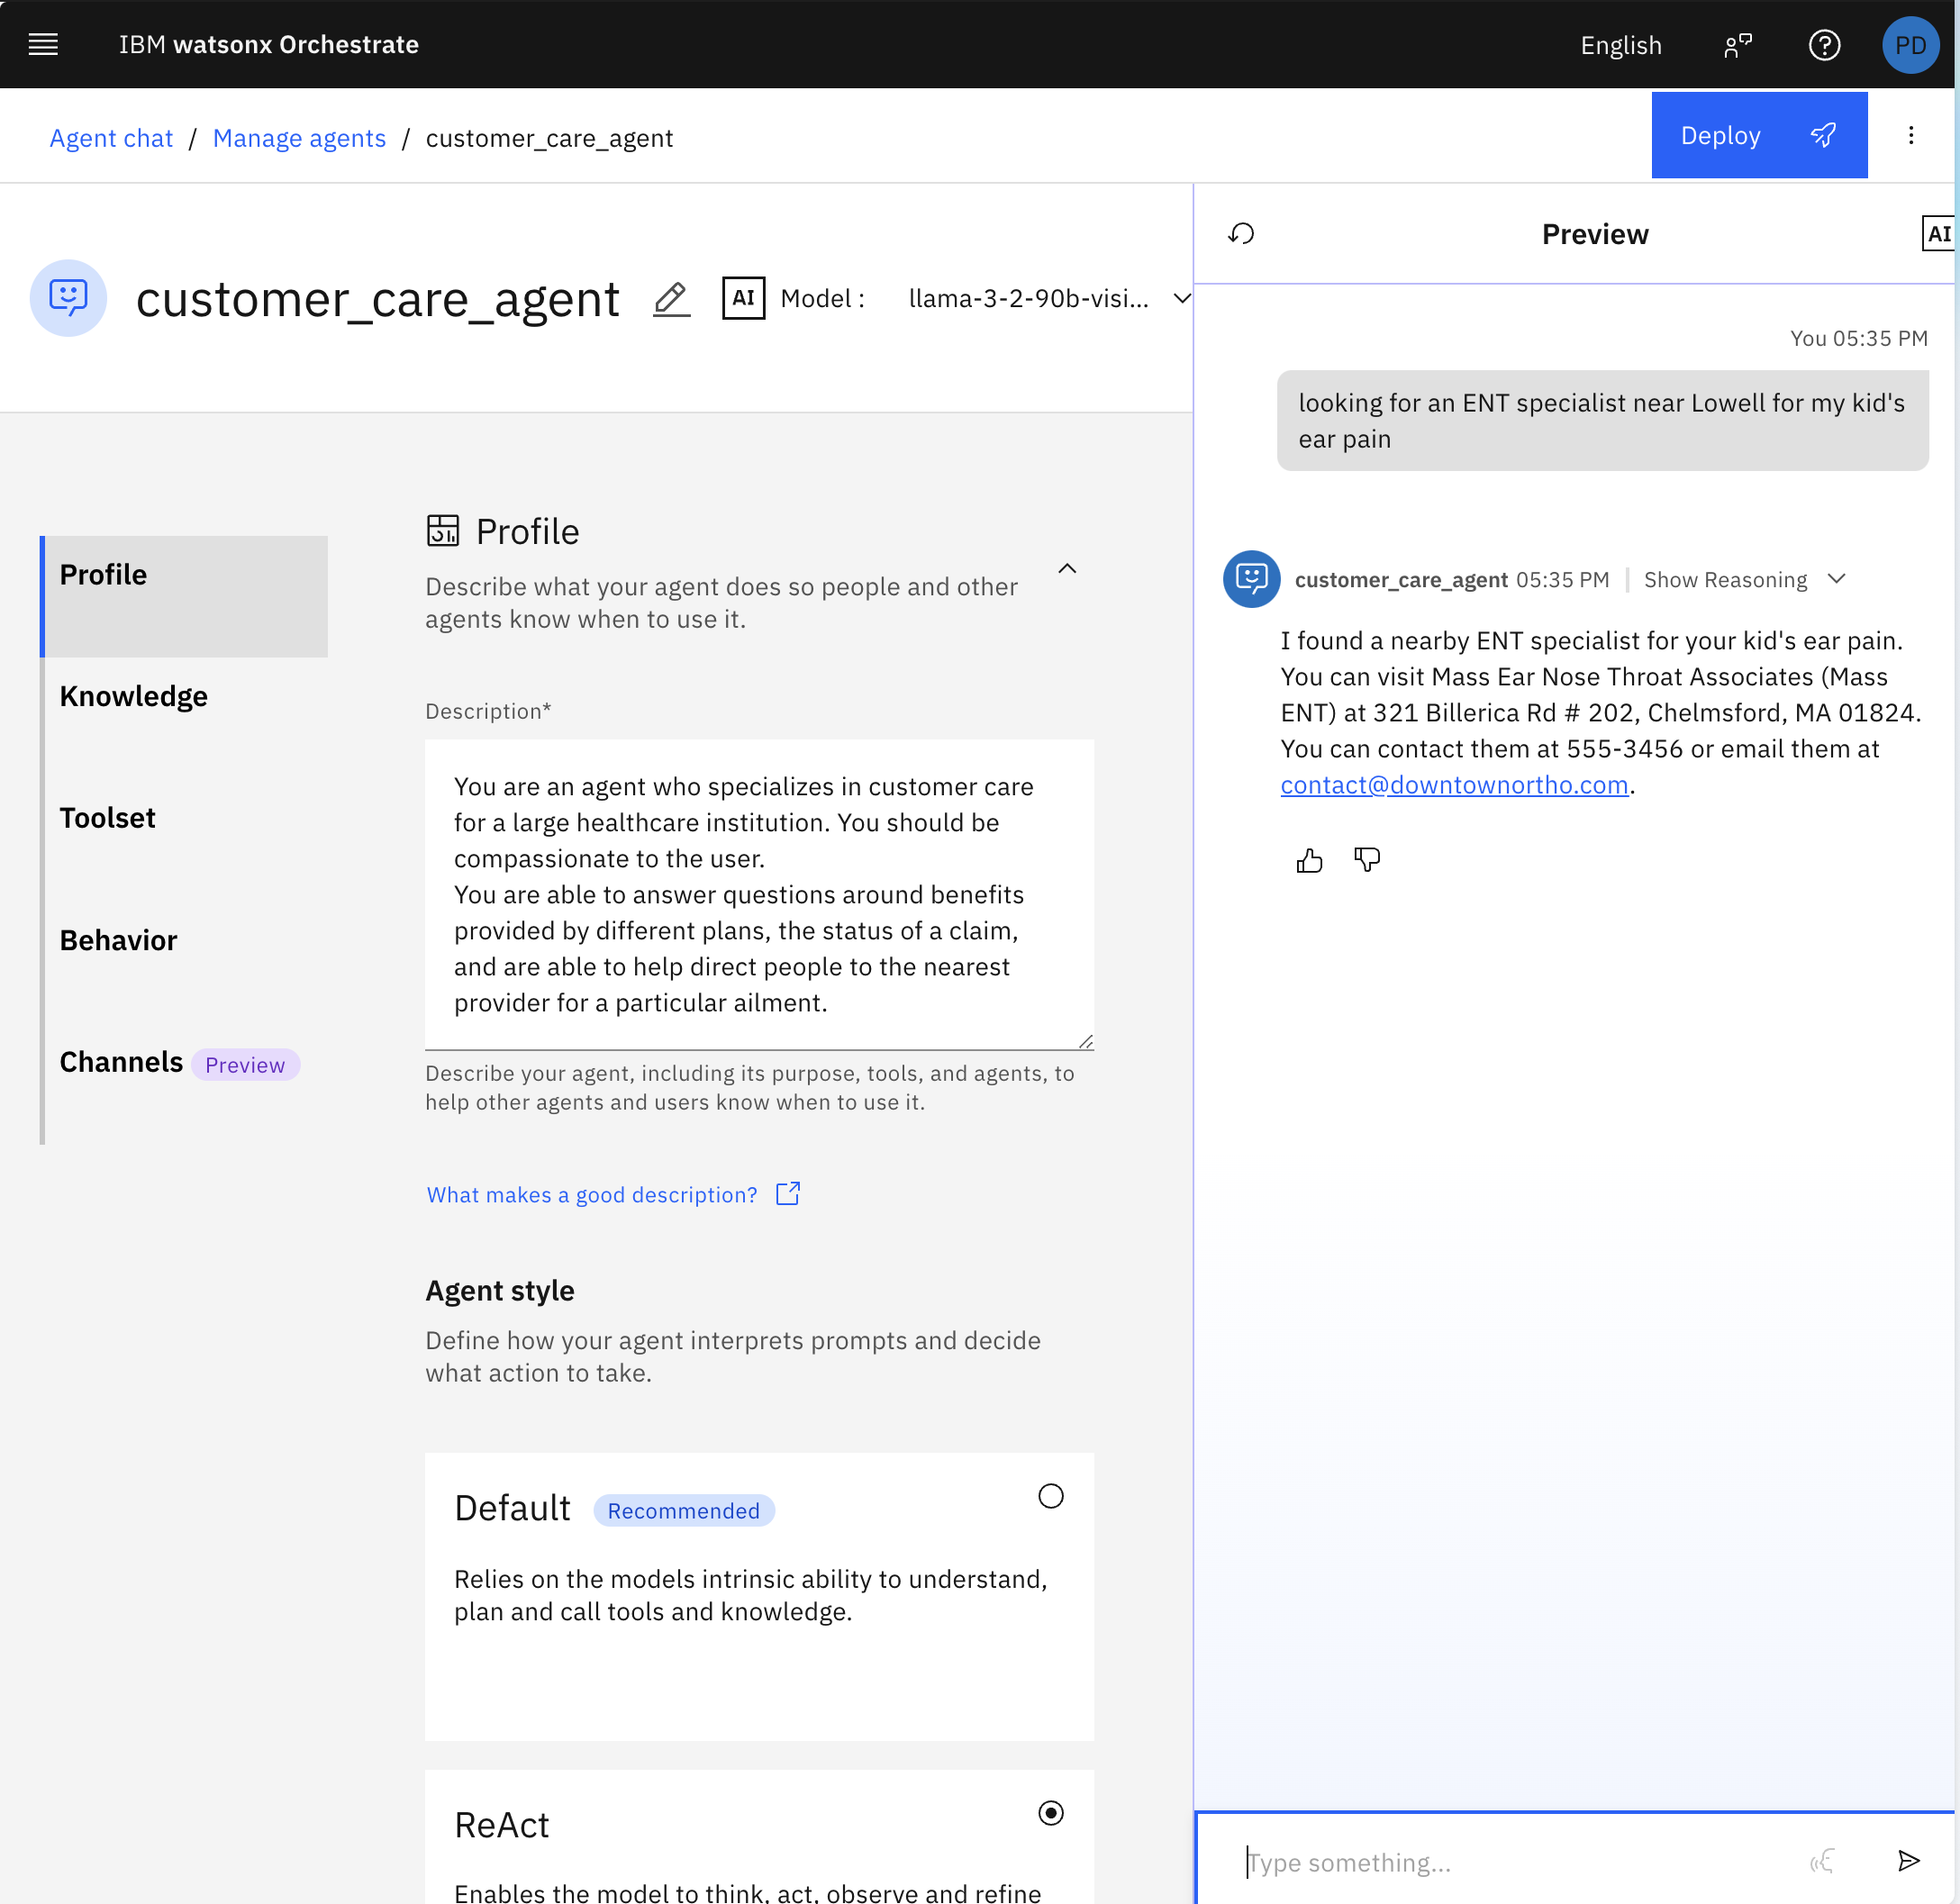 IBM watsonx Orchestrate
English
PD
Agent chat / Manage agents / customer_care_agent
Deploy
customer_care_agent
AI
Model :
llama-3-2-90b-visi...
Profile
Knowledge
Toolset
Behavior
Channels
Preview
Profile
Describe what your agent does so people and other
agents know when to use it.
Description*
You are an agent who specializes in customer care
for a large healthcare institution. You should be
compassionate to the user.
You are able to answer questions around benefits
provided by different plans, the status of a claim,
and are able to help direct people to the nearest
provider for a particular ailment.
Describe your agent, including its purpose, tools, and agents, to
help other agents and users know when to use it.
What makes a good description?
Agent style
Define how your agent interprets prompts and decide
what action to take.
Default
Recommended
Relies on the models intrinsic ability to understand,
plan and call tools and knowledge.
ReAct
Enables the model to think, act, observe and refine
Preview
AI
You 05:35 PM
looking for an ENT specialist near Lowell for my kid's
ear pain
customer_care_agent 05:35 PM
Show Reasoning
I found a nearby ENT specialist for your kid's ear pain.
You can visit Mass Ear Nose Throat Associates (Mass
ENT) at 321 Billerica Rd # 202, Chelmsford, MA 01824.
You can contact them at 555-3456 or email them at
contact@downtownortho.com.
Type something...